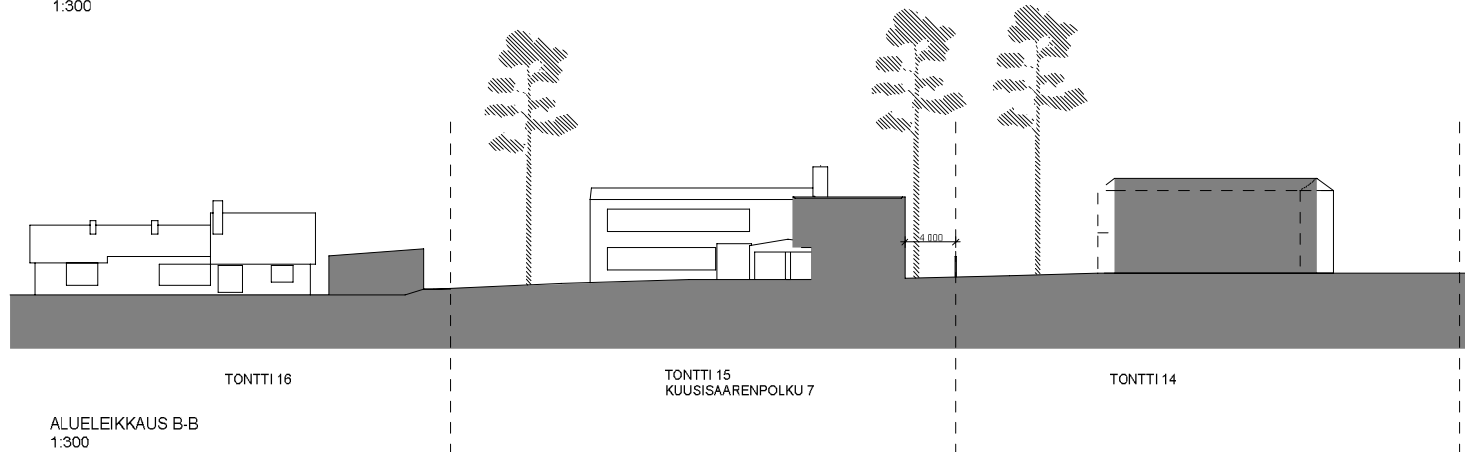 1:300
4 000
TONTTI 16
TONTTI 15
KUUSISAARENPOLKU 7
TONTTI 14
ALUELEIKKAUS B-B
1:300